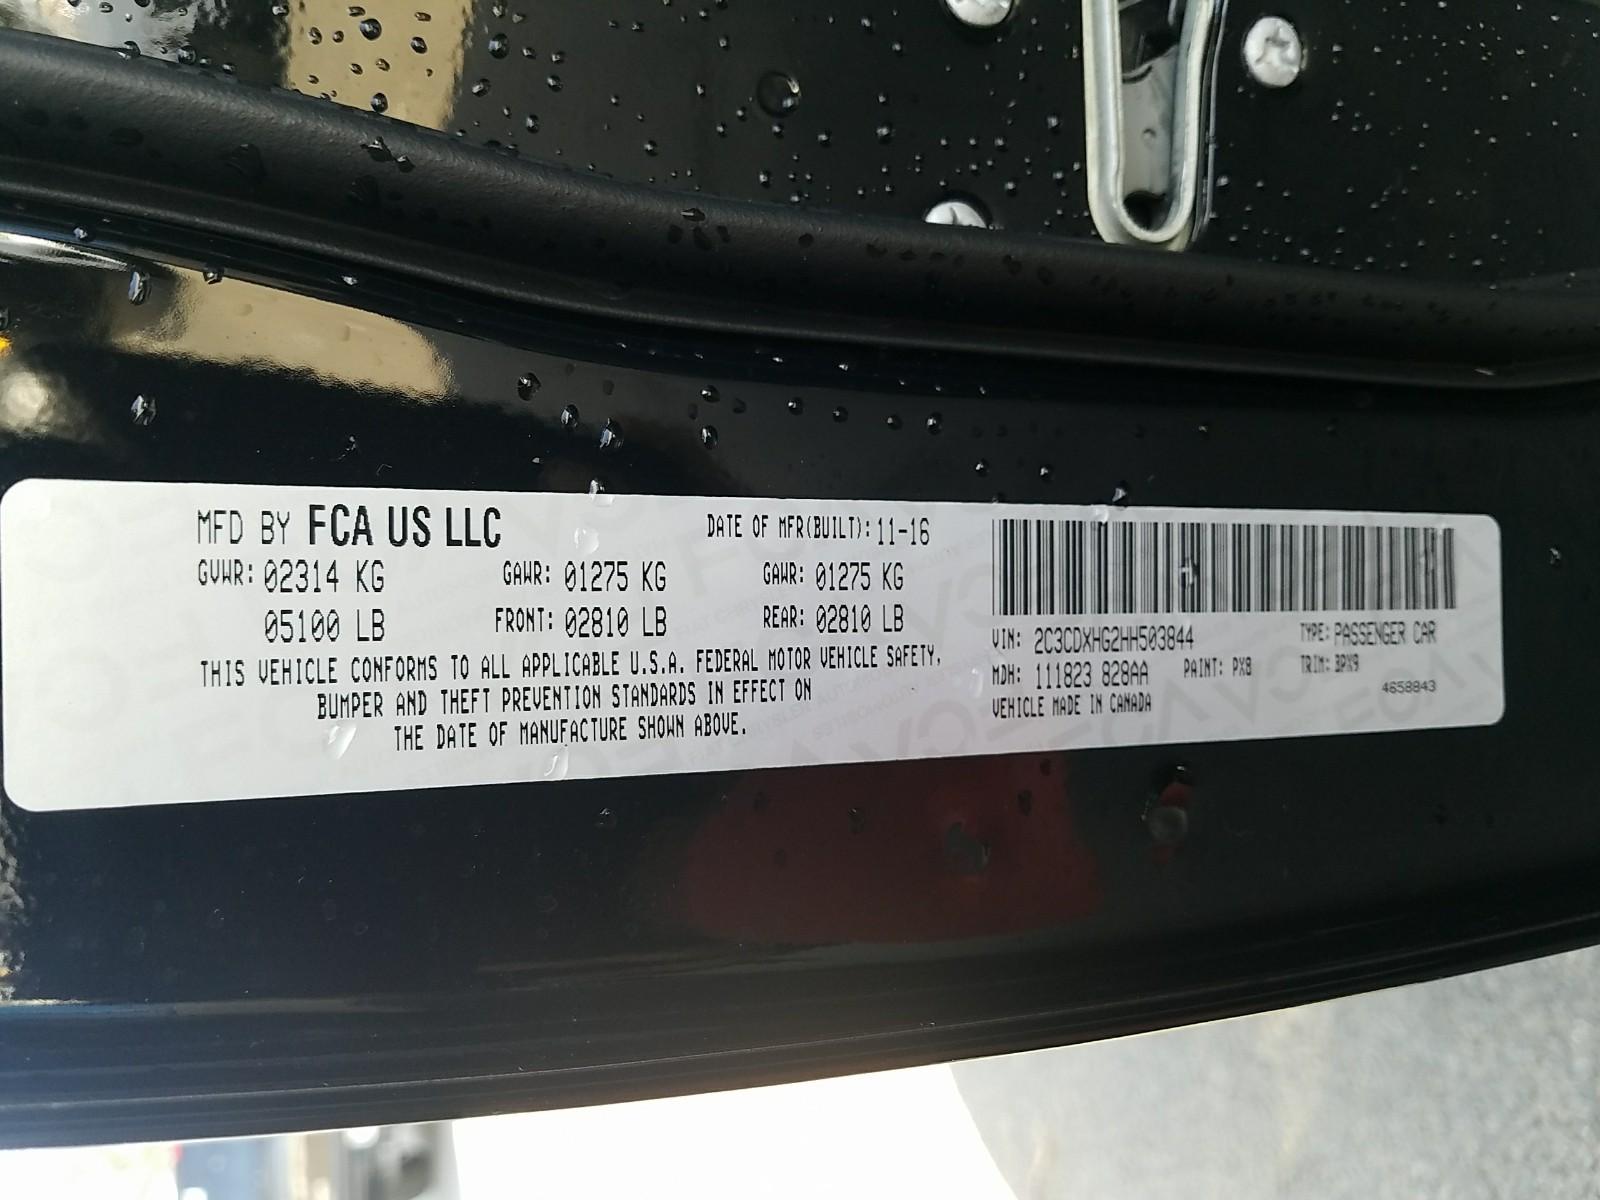 MFD BY FCA US LLC DATE OF MFR(BUILT): 11-16
GVWR: 02314 KG GAWR: 01275 KG GAWR: 01275 KG
05100 LB FRONT: 02810 LB REAR: 02810 LB
THIS VEHICLE CONFORMS TO ALL APPLICABLE U.S.A. FEDERAL MOTOR VEHICLE SAFETY,
BUMPER AND THEFT PREVENTION STANDARDS IN EFFECT ON
THE DATE OF MANUFACTURE SHOWN ABOVE.
VIN: 2C3CDXHG2HH503844 TYPE: PASSENGER CAR
MDH: 111823 828AA PAINT: PX8 TRIM: BPX9
VEHICLE MADE IN CANADA 4658843